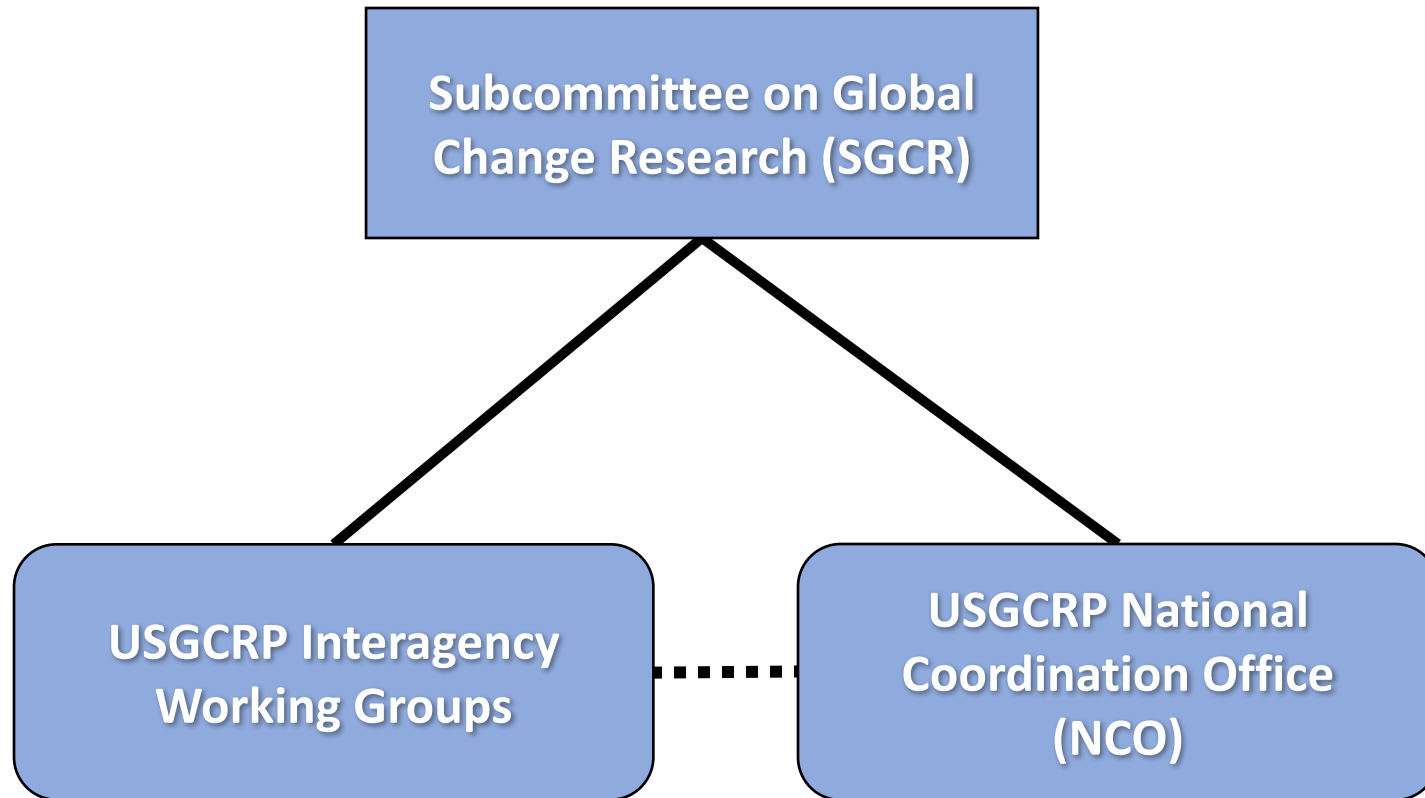 Subcommittee on Global
Change Research (SGCR)
USGCRP Interagency
Working Groups
USGCRP National
Coordination Office
(NCO)